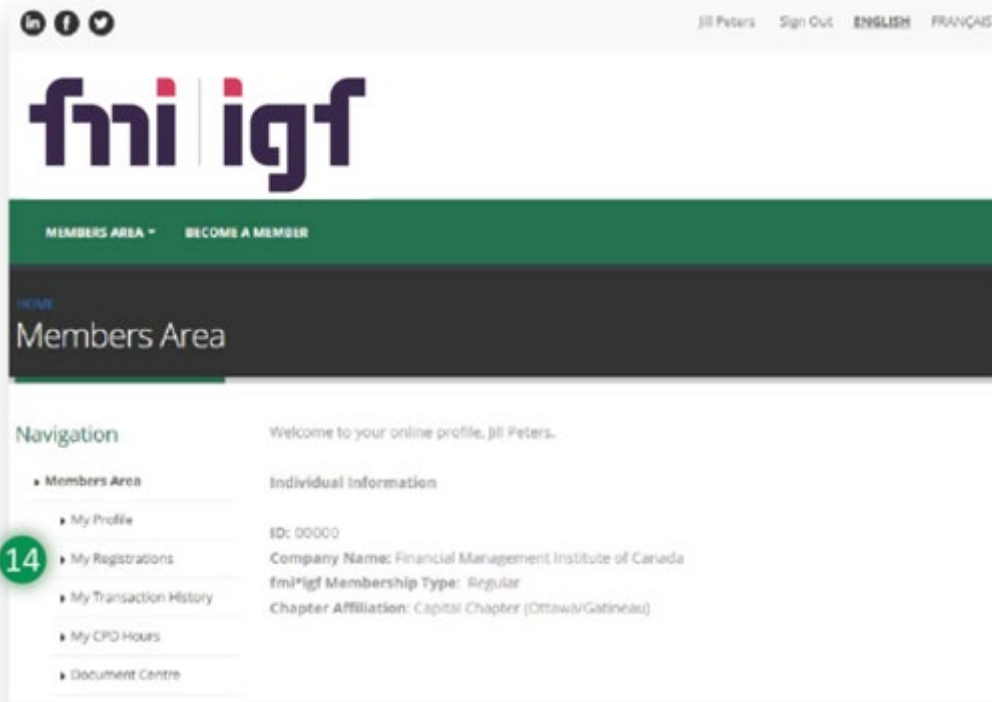 Jill Peters Sign Out ENGLISH FRANÇAIS
fmi igf
MEMBERS AREA BECOME A MEMBER
HOME
Members Area
Navigation
Welcome to your online profile, Jill Peters.
Members Area
Individual Information
My Profile
ID: 00000
14
My Registrations
Company Name: Financial Management Institute of Canada
fmi*igf Membership Type: Regular
My Transaction History
Chapter Affiliation: Capital Chapter (Ottawa/Gatineau)
My CPD Hours
Document Centre